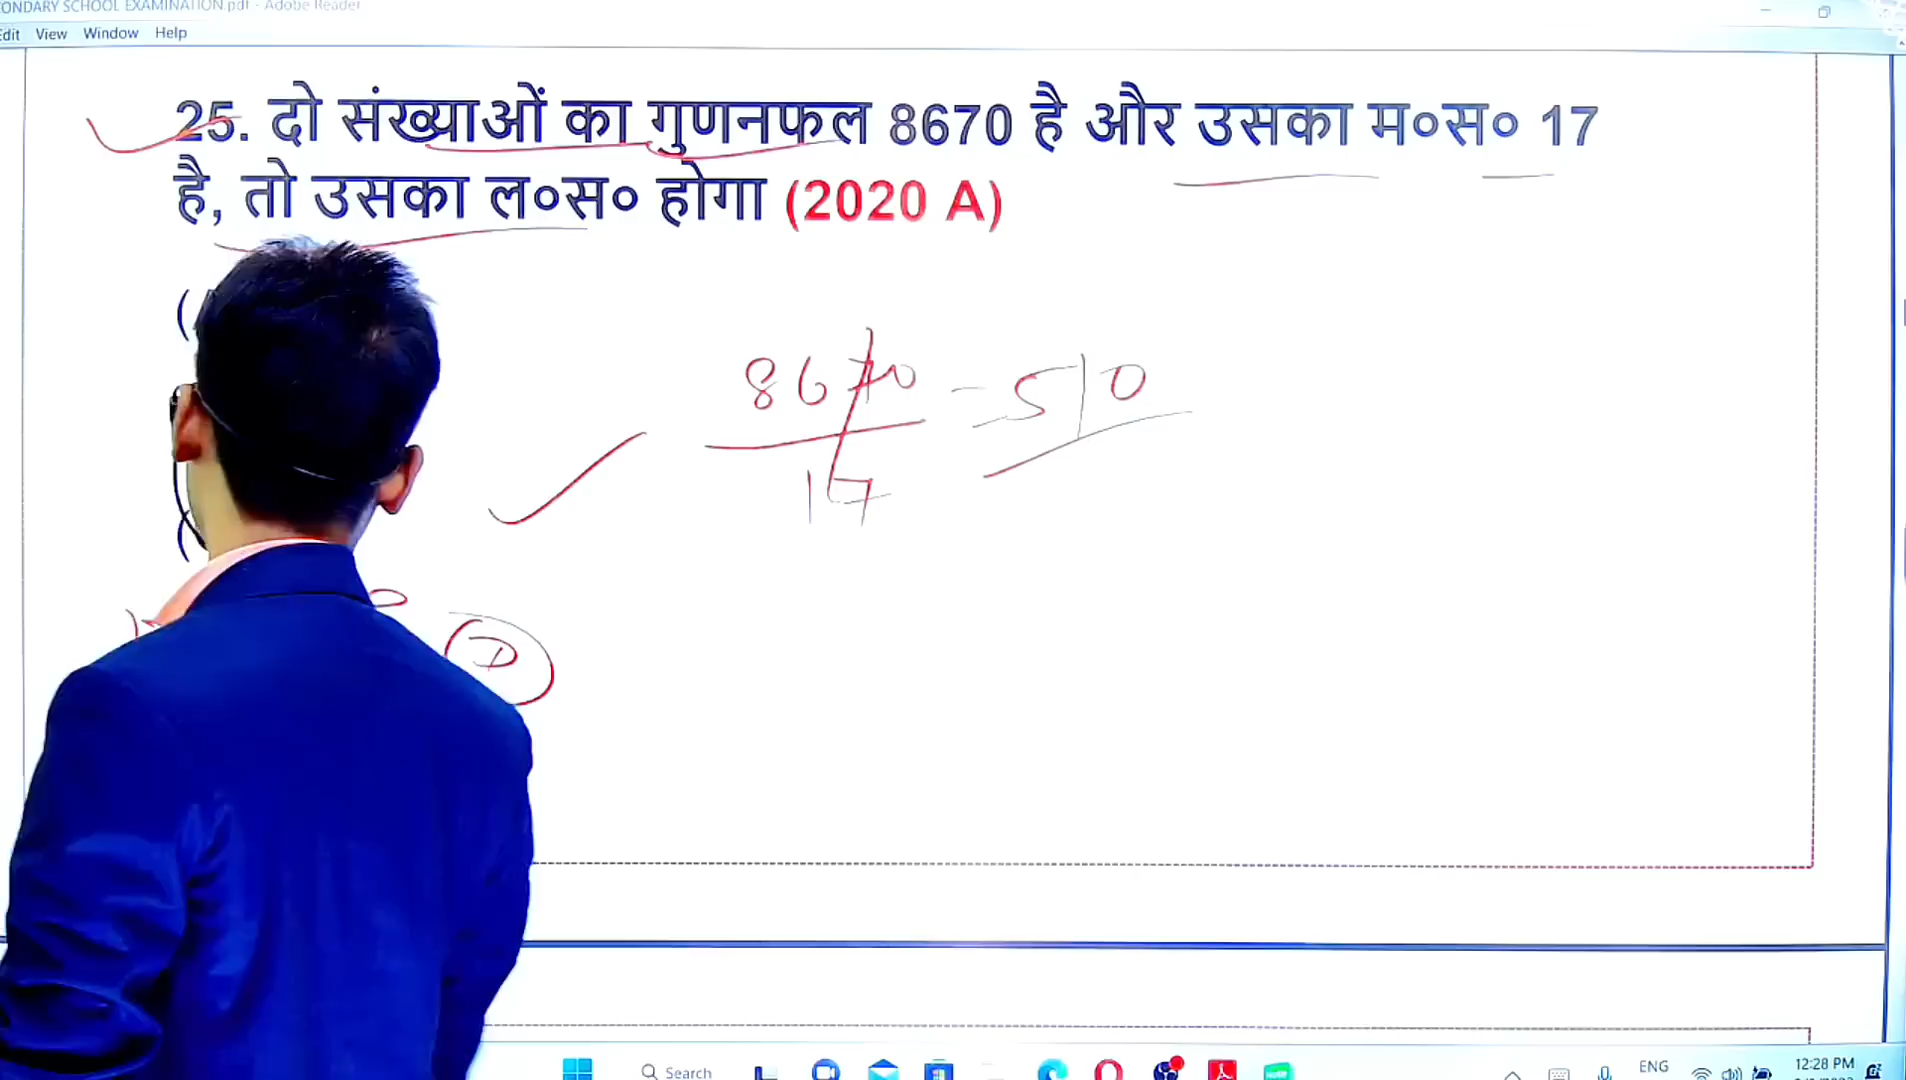 ONDARY SCHOOL EXAMINATION.pdf - Adobe Reader
Edit View Window Help
25. दो संख्याओं का गुणनफल 8670 है और उसका म०स० 17
है, तो उसका ल०स० होगा (2020 A)
8670
17
= 510
D
Search
ENG
12:28 PM